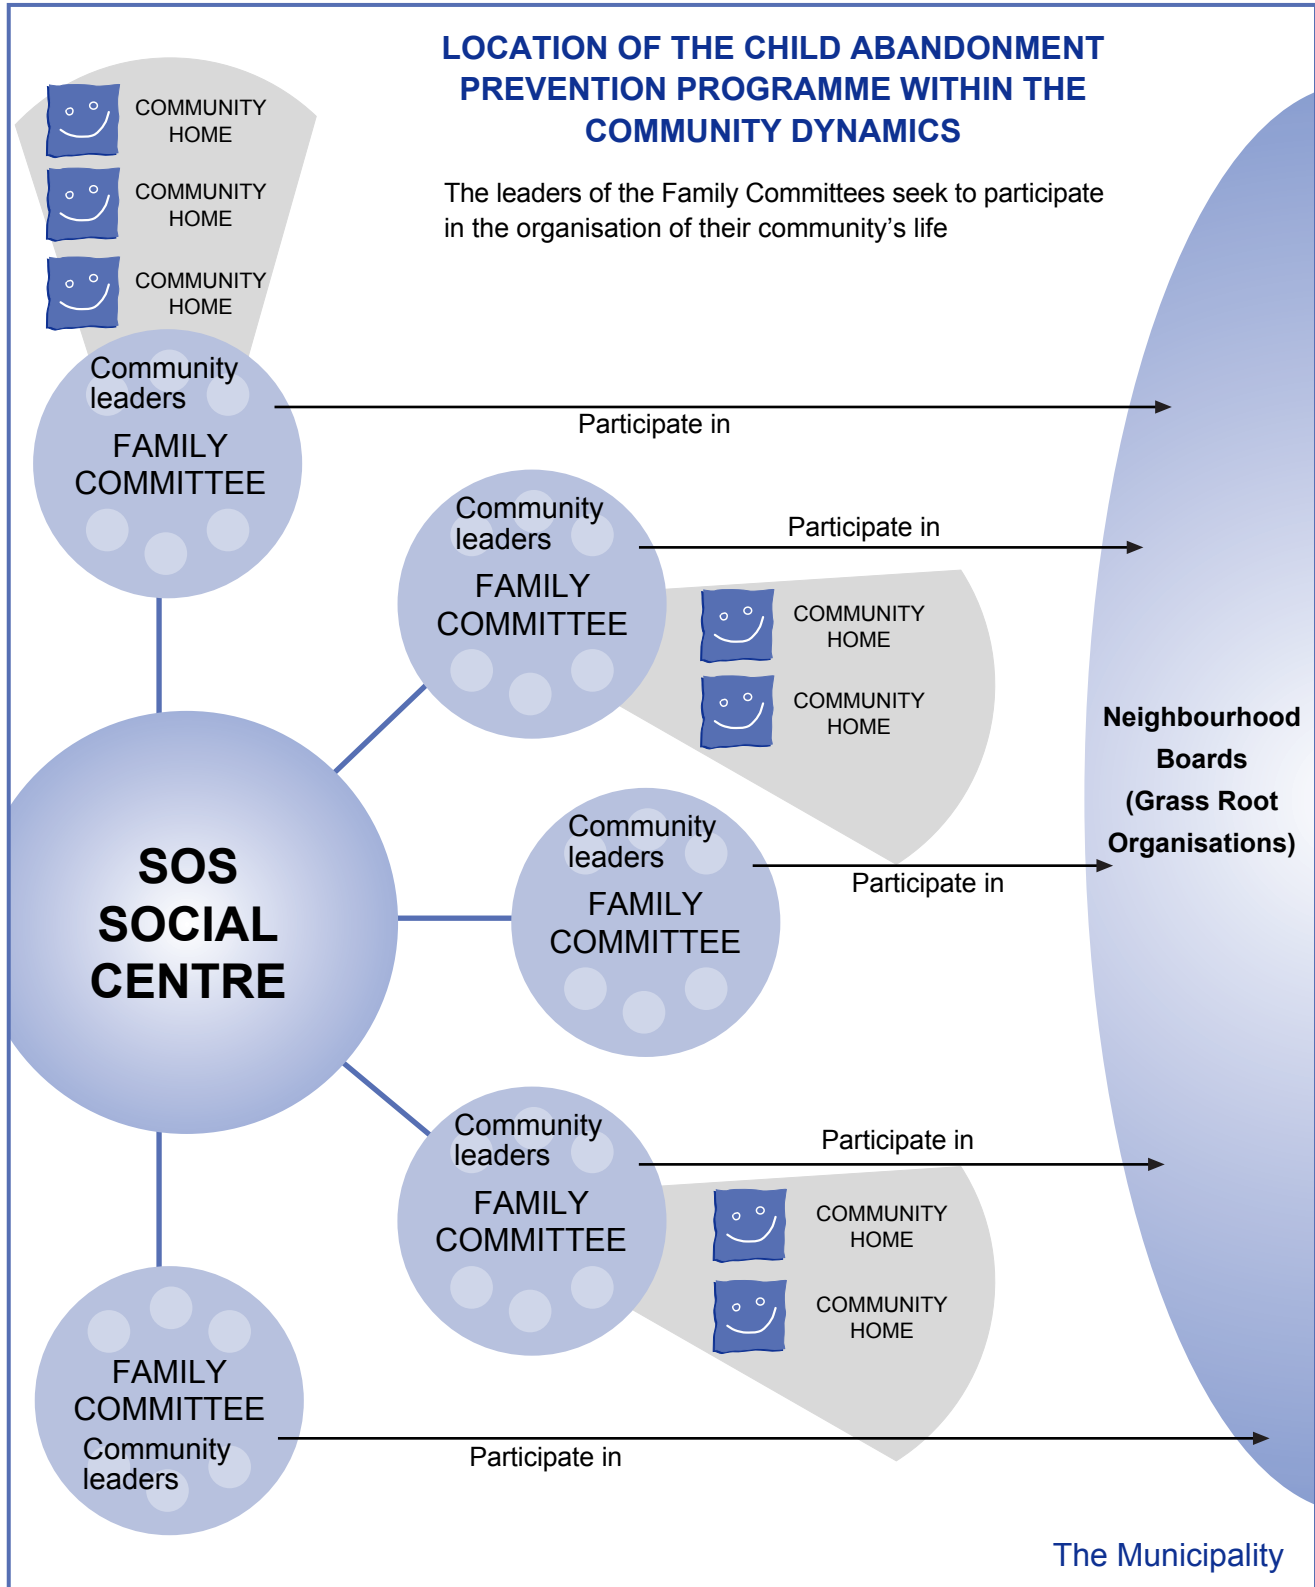 LOCATION OF THE CHILD ABANDONMENT
PREVENTION PROGRAMME WITHIN THE
COMMUNITY DYNAMICS
The leaders of the Family Committees seek to participate
in the organisation of their community's life
COMMUNITY
HOME
COMMUNITY
HOME
COMMUNITY
HOME
Community
leaders
FAMILY
COMMITTEE
Participate in
Community
leaders
FAMILY
COMMITTEE
Participate in
COMMUNITY
HOME
COMMUNITY
HOME
Neighbourhood
Boards
(Grass Root
Organisations)
SOS
SOCIAL
CENTRE
Community
leaders
FAMILY
COMMITTEE
Participate in
Community
leaders
FAMILY
COMMITTEE
Participate in
COMMUNITY
HOME
COMMUNITY
HOME
FAMILY
COMMITTEE
Community
leaders
Participate in
The Municipality